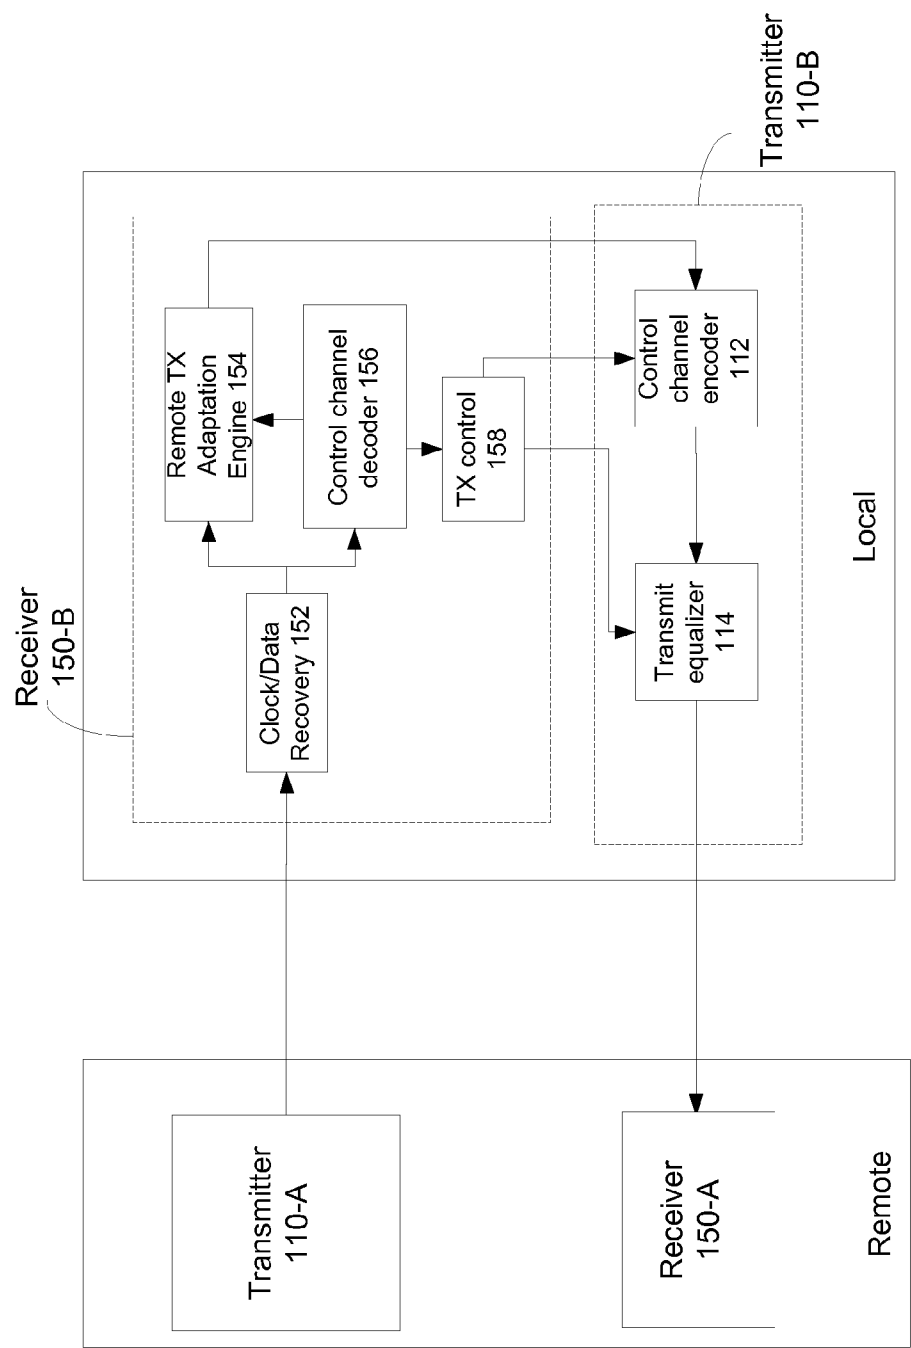 Transmitter
110-A
Receiver
150-A
Remote
Receiver
150-B
Clock/Data
Recovery 152
Remote TX
Adaptation
Engine 154
Control channel
decoder 156
TX control
158
Transmit
equalizer
114
Control
channel
encoder
112
Local
Transmitter
110-B